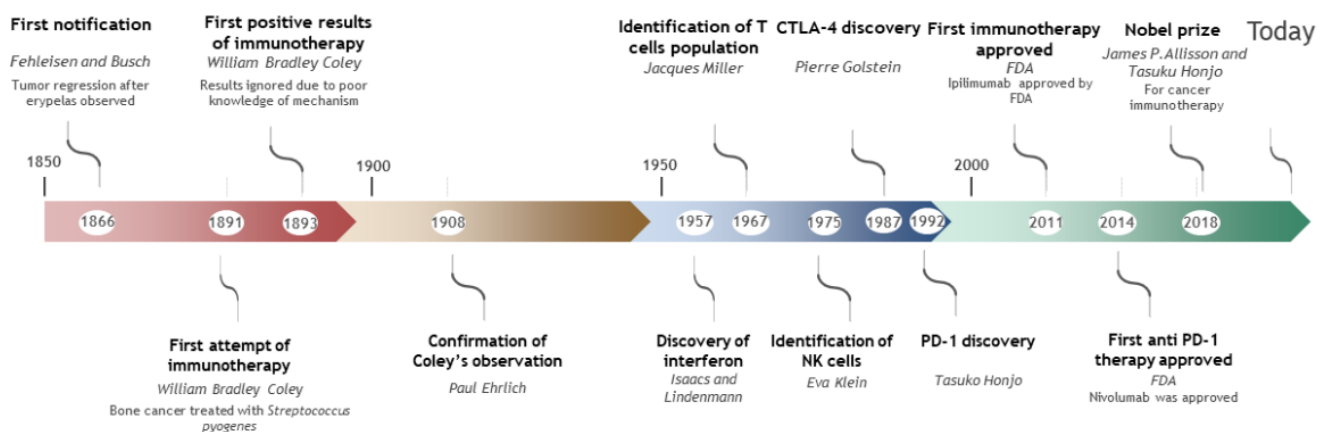 First notification
Fehleisen and Busch
Tumor regression after
erypelas observed
First positive results
of immunotherapy
William Bradley Coley
Results ignored due to poor
knowledge of mechanism
Identification of T
cells population
Jacques Miller
CTLA-4 discovery
Pierre Golstein
First immunotherapy
approved
FDA
Ipilimumab approved by
FDA
Nobel prize
James P.Allisson and
Tasuku Honjo
For cancer
immunotherapy
Today
1850
1900
1950
2000
1866
1891
1893
1908
1957
1967
1975
1987
1992
2011
2014
2018
First attempt of
immunotherapy
William Bradley Coley
Bone cancer treated with Streptococcus
pyogenes
Confirmation of
Coley's observation
Paul Ehrlich
Discovery of
interferon
Isaacs and
Lindenmann
Identification of
NK cells
Eva Klein
PD-1 discovery
Tasuko Honjo
First anti PD-1
therapy approved
FDA
Nivolumab was approved